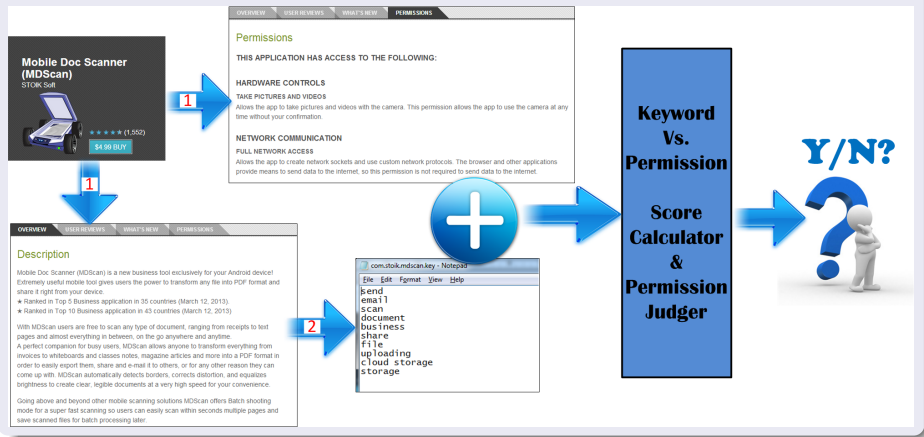 OVERVIEW USER REVIEWS WHAT'S NEW PERMISSIONS
Permissions
THIS APPLICATION HAS ACCESS TO THE FOLLOWING:
HARDWARE CONTROLS
TAKE PICTURES AND VIDEOS
Allows the app to take pictures and videos with the camera. This permission allows the app to use the camera at any
time without your confirmation.
NETWORK COMMUNICATION
FULL NETWORK ACCESS
Allows the app to create network sockets and use custom network protocols. The browser and other applications
provide means to send data to the internet, so this permission is not required to send data to the internet.
Mobile Doc Scanner
(MDScan)
STOIK Soft
★★★★★ (1,552)
$4.99 BUY
1
1
OVERVIEW USER REVIEWS WHAT'S NEW PERMISSIONS
Description
Mobile Doc Scanner (MDScan) is a new business tool exclusively for your Android device!
Extremely useful mobile tool gives users the power to transform any file into PDF format and
share it right from your device.
★ Ranked in Top 5 Business application in 35 countries (March 12, 2013).
★ Ranked in Top 10 Business application in 43 countries (March 12, 2013)
With MDScan users are free to scan any type of document, ranging from receipts to text
pages and almost everything in between, on the go anywhere and anytime.
A perfect companion for busy users, MDScan allows anyone to transform everything from
invoices to whiteboards and classes notes, magazine articles and more into a PDF format in
order to easily export them, share and e-mail it to others, or for any other reason they can
come up with. MDScan automatically detects borders, corrects distortion, and equalizes
brightness to create clear, legible documents at a very high speed for your convenience.
Going above and beyond other mobile scanning solutions MDScan offers Batch shooting
mode for a super fast scanning so users can easily scan within seconds multiple pages and
save scanned files for batch processing later.
2
com.stoik.mdscan.key - Notepad
File Edit Format View Help
send
email
scan
document
business
share
file
uploading
cloud storage
storage
Keyword
Vs.
Permission
Score
Calculator
&
Permission
Judger
Y/N?